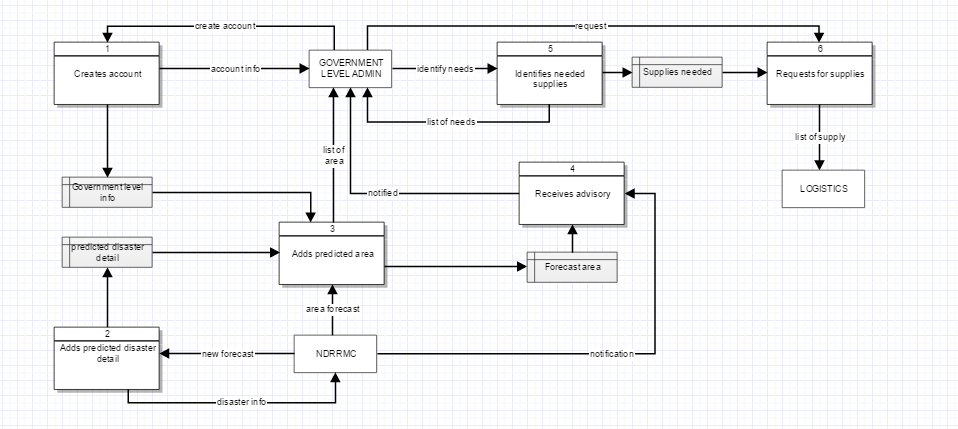 create account
request
1
Creates account
account info
GOVERNMENT
LEVEL ADMIN
identify needs
5
Identifies needed
supplies
Supplies needed
6
Requests for supplies
list of needs
list of supply
list of
area
4
Receives advisory
LOGISTICS
Government level
info
notified
3
Adds predicted area
predicted disaster
detail
Forecast area
area forecast
2
Adds predicted disaster
detail
new forecast
NDRRMC
notification
disaster info